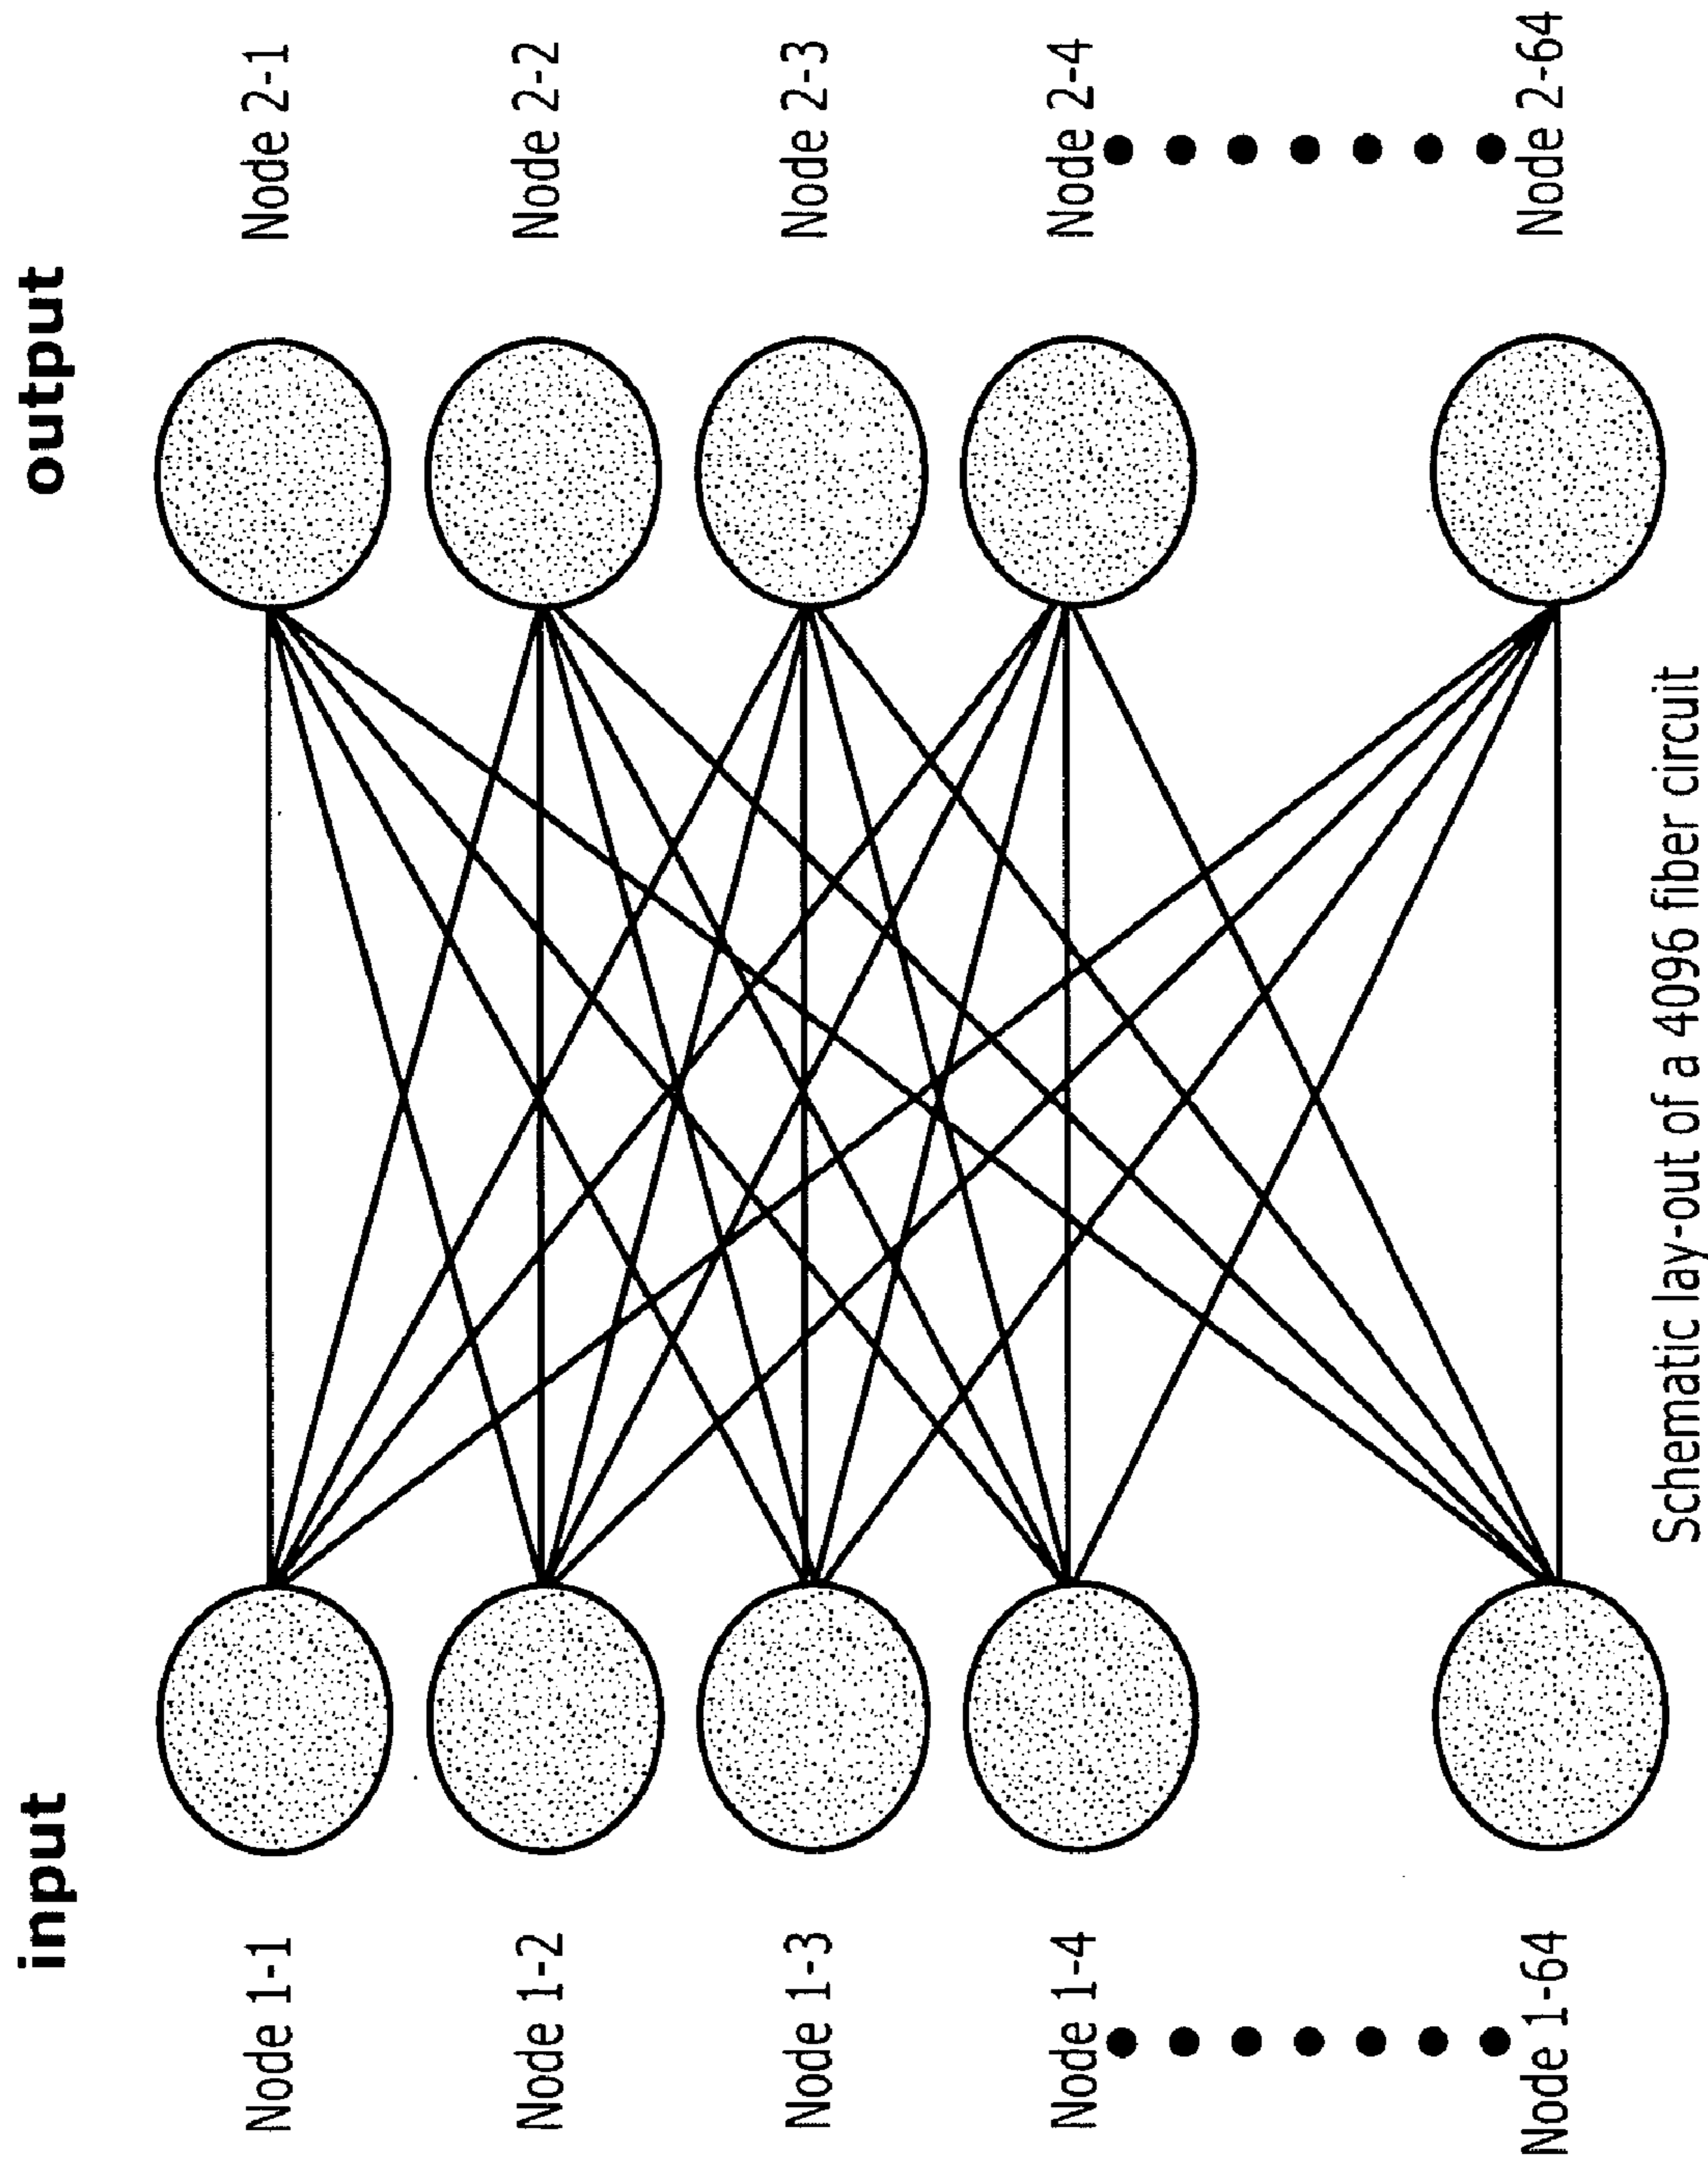 input
output
Node 1-1
Node 2-1
Node 1-2
Node 2-2
Node 1-3
Node 2-3
Node 1-4
Node 2-4
Node 1-64
Node 2-64
Schematic lay-out of a 4096 fiber circuit